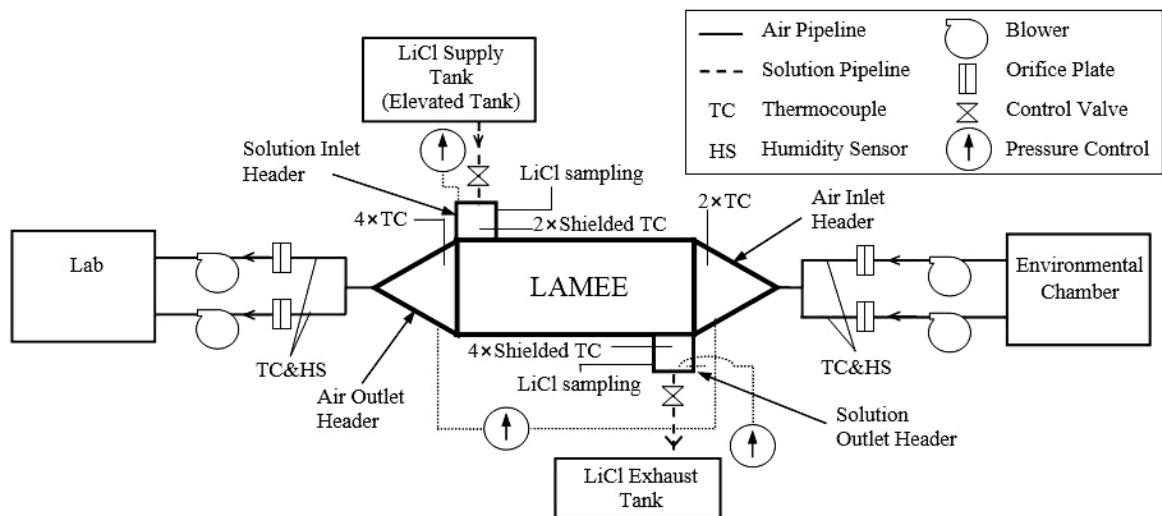 LiCl Supply
Tank
(Elevated Tank)
Air Pipeline
Blower
Solution Pipeline
Orifice Plate
TC
Thermocouple
Control Valve
HS
Humidity Sensor
Pressure Control
Solution Inlet
Header
LiCl sampling
4×TC
2×Shielded TC
2×TC
Air Inlet
Header
Lab
LAMEE
Environmental
Chamber
TC&HS
Air Outlet
Header
4×Shielded TC
LiCl sampling
TC&HS
Solution
Outlet Header
LiCl Exhaust
Tank